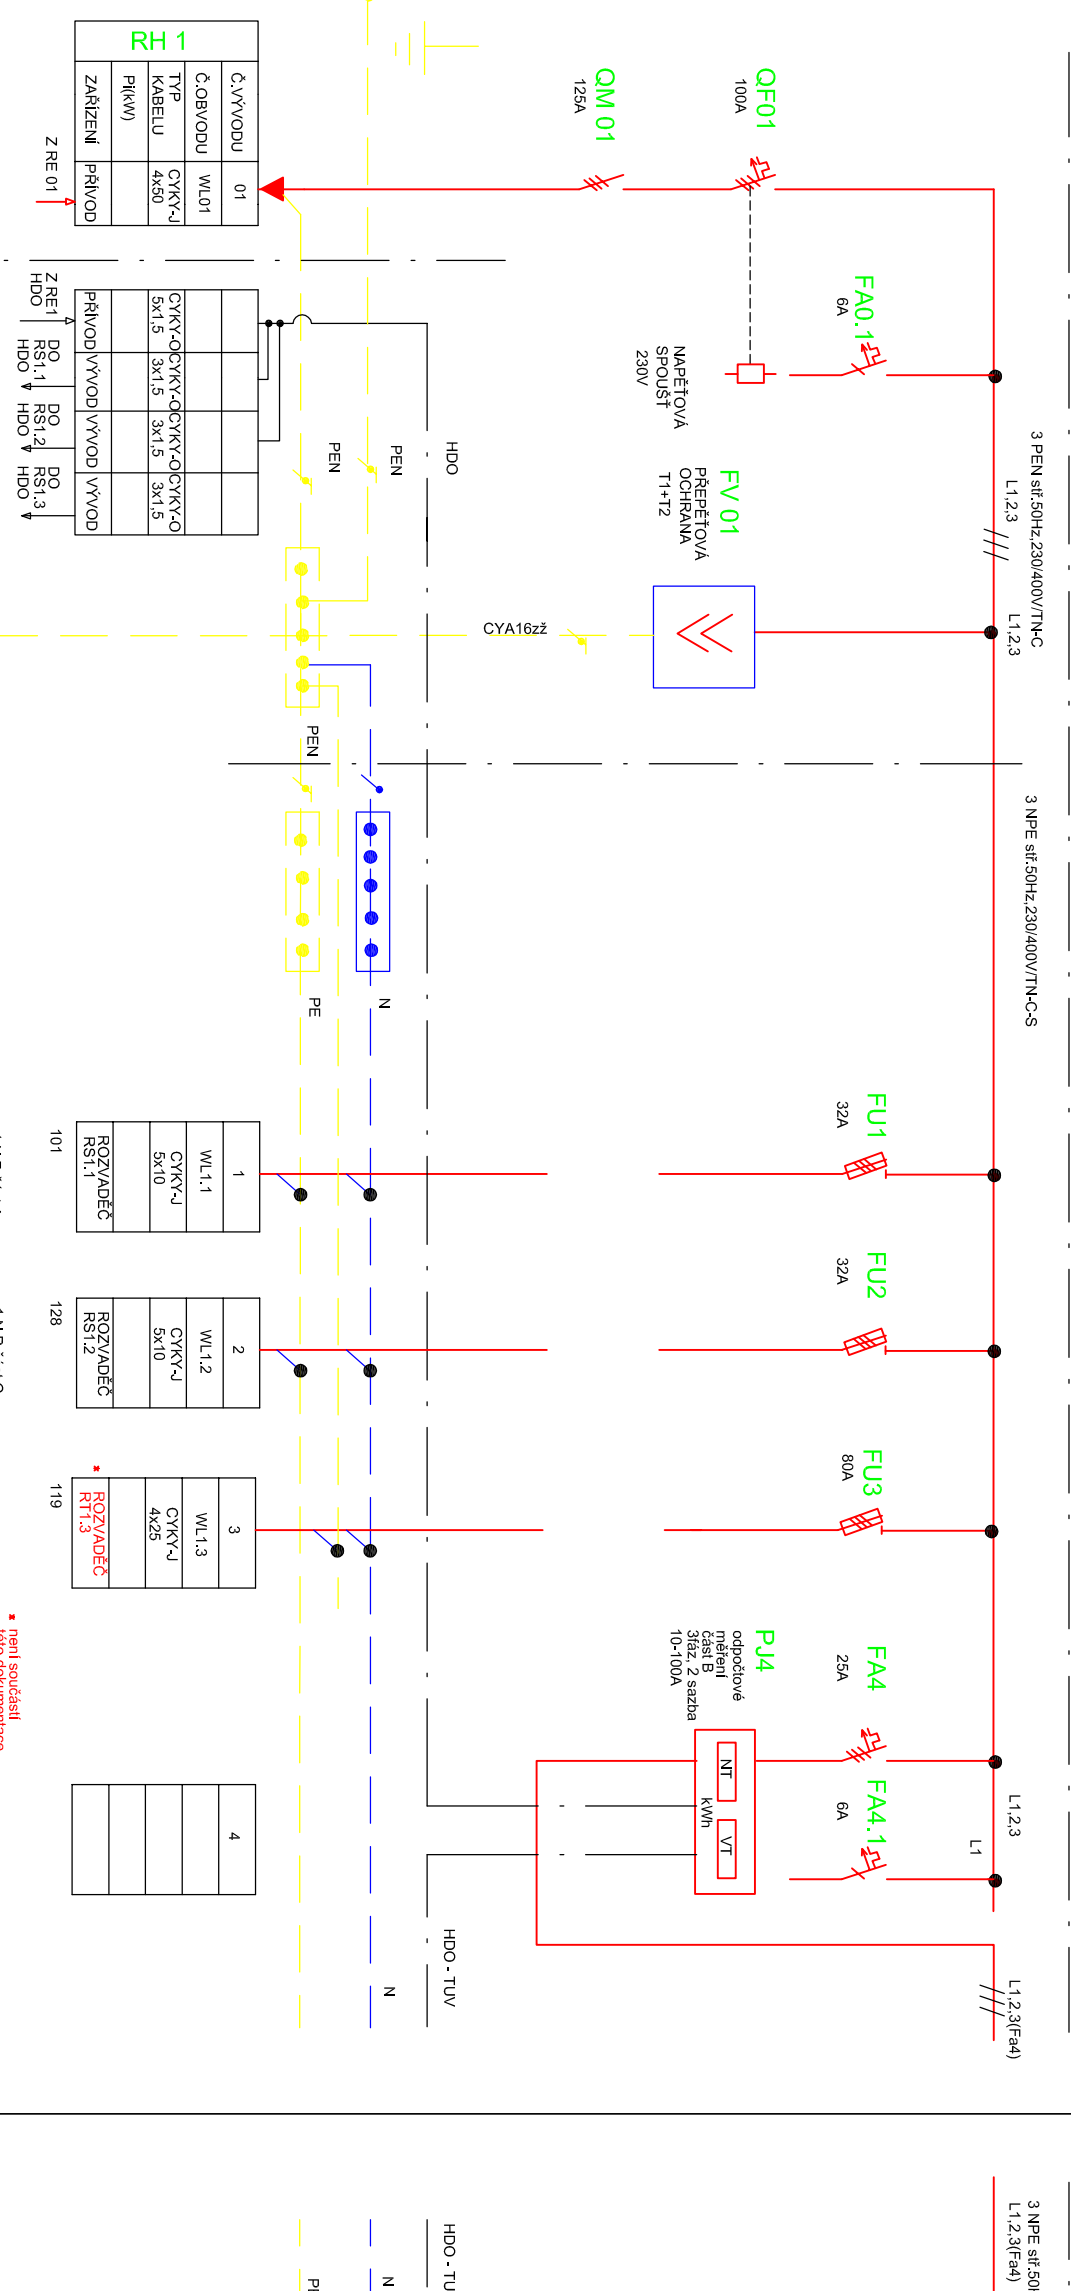 RH 1
Č.VÝVODU
01
Č.OBVODU
WL01
TYP
KABELU
CYKY-J
4x50
Pi(kW)
ZAŘÍZENÍ
PŘÍVOD
Z RE 01
QM 01
125A
QF01
100A
FA0.1
6A
NAPĚŤOVÁ
SPOUŠŤ
230V
CYKY-O
5x1,5
CYKY-O
3x1,5
CYKY-O
3x1,5
CYKY-O
3x1,5
PŘÍVOD
VÝVOD
VÝVOD
VÝVOD
Z RE1
HDO
DO
RS1.1
HDO
DO
RS1.2
HDO
DO
RS1.3
HDO
PEN
PEN
HDO
FV 01
PŘEPĚŤOVÁ
OCHRANA
T1+T2
3 PEN stř.50Hz,230/400V/TN-C
L1,2,3
L1,2,3
CYA16zž
PEN
3 NPE stř.50Hz,230/400V/TN-C-S
PE
N
FU1
32A
FU2
32A
FU3
80A
1
WL1.1
CYKY-J
5x10
ROZVADĚČ
RS1.1
101
2
WL1.2
CYKY-J
5x10
ROZVADĚČ
RS1.2
128
3
WL1.3
CYKY-J
4x25
* ROZVADĚČ
RT1.3
119
* není součástí
této dokumentace
PJ4
odpočtové
měření
část B
3fáz, 2 sazba
10-100A
NT
kWh
VT
FA4
25A
FA4.1
6A
L1,2,3
L1
L1,2,3(Fa4)
4
HDO - TUV
N
3 NPE stř.50H
L1,2,3(Fa4)
HDO - TU
N